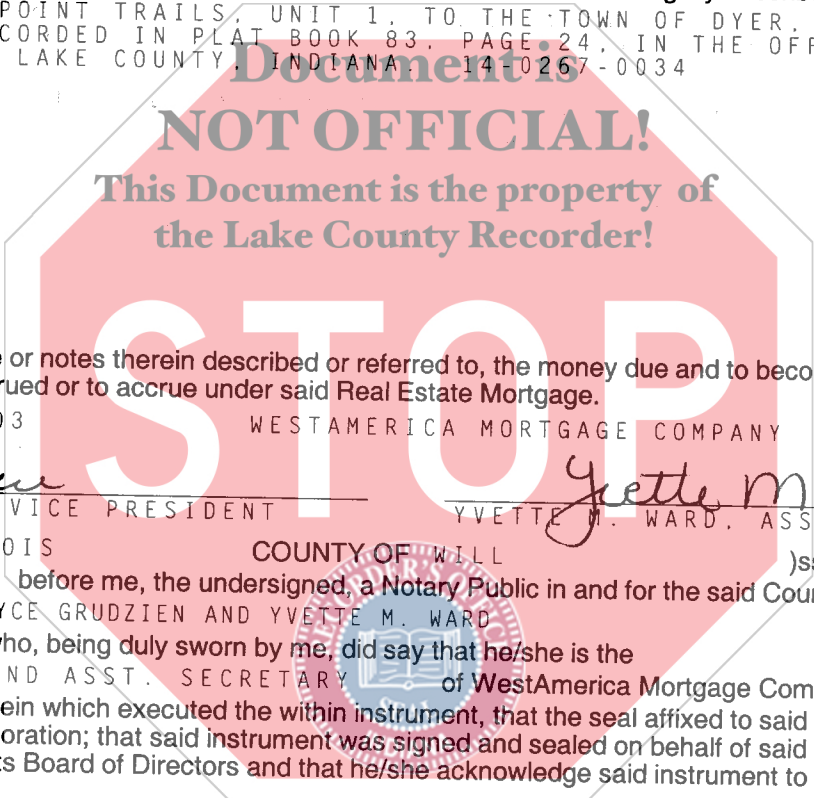 POINT TRAILS, UNIT 1, TO THE TOWN OF DYER,
CORDED IN PLAT BOOK 83, PAGE 24, IN THE OFF
LAKE COUNTY, INDIANA. 14-0267-0034
Document is
NOT OFFICIAL!
This Document is the property of
the Lake County Recorder!
STOP
e or notes therein described or referred to, the money due and to beco
rued or to accrue under said Real Estate Mortgage.
03 WESTAMERICA MORTGAGE COMPANY
Yvette M
VICE PRESIDENT YVETTE M. WARD, ASS
OIS COUNTY OF WILL )ss
before me, the undersigned, a Notary Public in and for the said Coun
YCE GRUDZIEN AND YVETTE M. WARD
who, being duly sworn by me, did say that he/she is the
ND ASST. SECRETARY of WestAmerica Mortgage Com
ein which executed the within instrument, that the seal affixed to said
oration; that said instrument was signed and sealed on behalf of said
s Board of Directors and that he/she acknowledge said instrument to